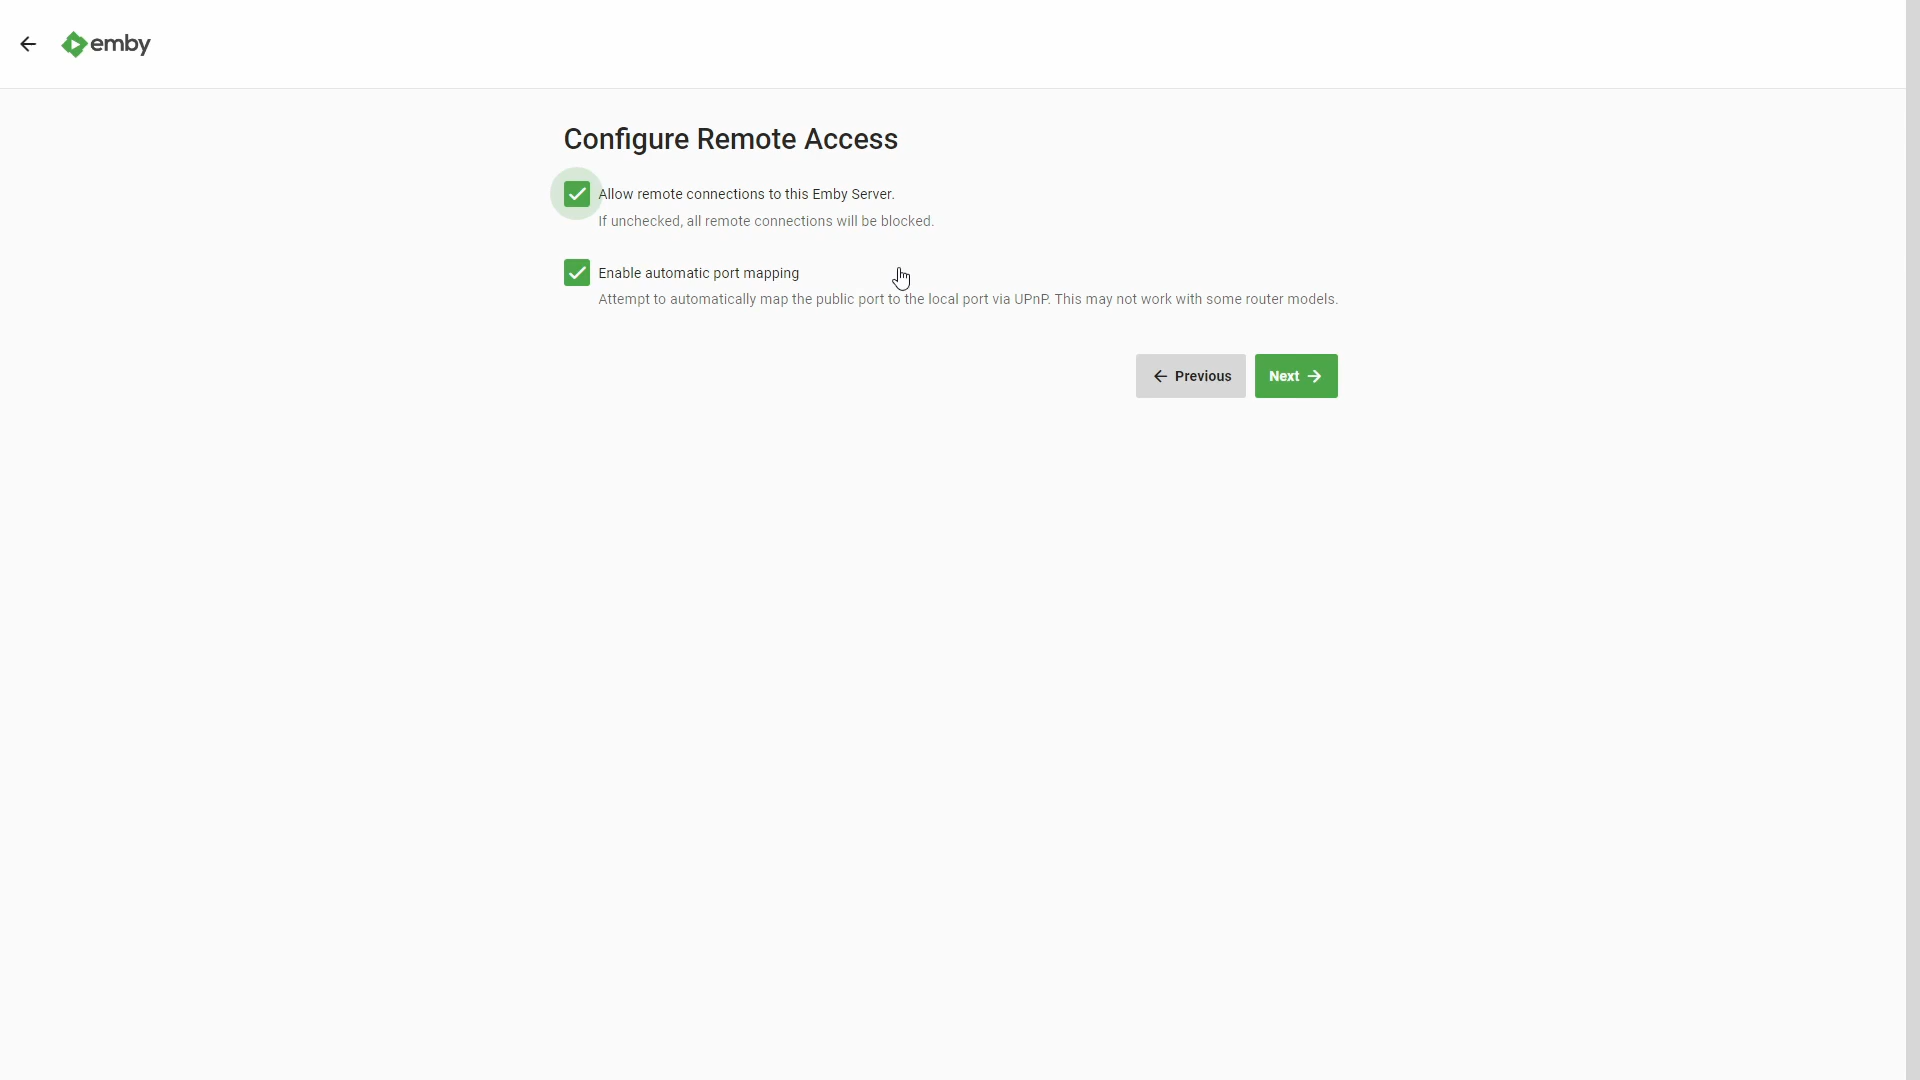 emby
Configure Remote Access
Allow remote connections to this Emby Server.
If unchecked, all remote connections will be blocked.
Enable automatic port mapping
Attempt to automatically map the public port to the local port via UPnP. This may not work with some router models.
Previous
Next